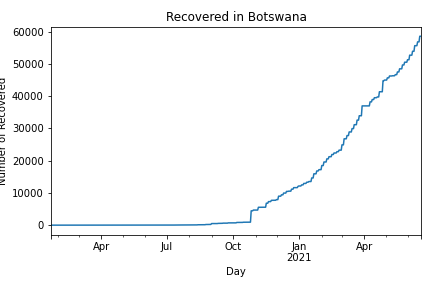 Recovered in Botswana
60000
50000
40000
30000
20000
10000
0
Number of Recovered
Apr
Jul
Oct
Jan
2021
Apr
Day